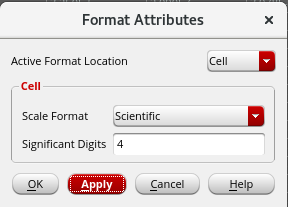 Format Attributes
Active Format Location Cell
Cell
Scale Format Scientific
Significant Digits 4
OK Apply Cancel Help